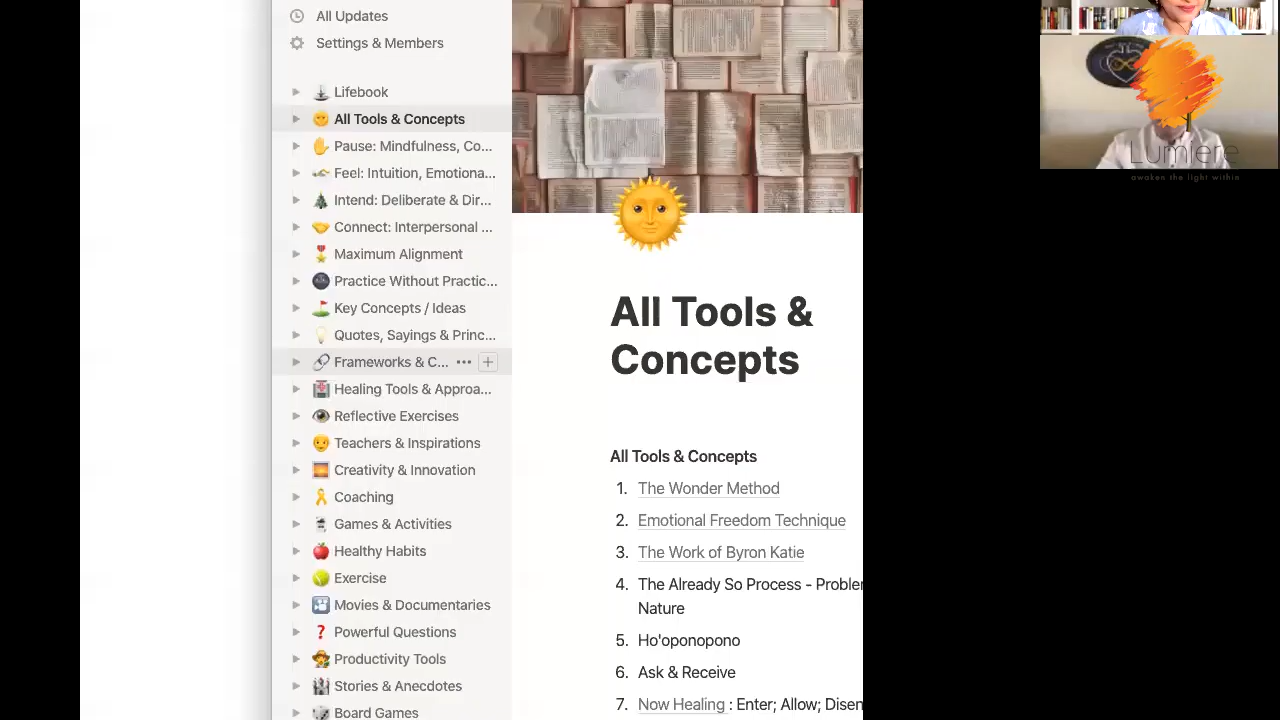 All Updates
Settings & Members
Lifebook
All Tools & Concepts
Pause: Mindfulness, Co...
Feel: Intuition, Emotiona...
Intend: Deliberate & Dir...
Connect: Interpersonal ...
Maximum Alignment
Practice Without Practic...
Key Concepts / Ideas
Quotes, Sayings & Princ...
Frameworks & C...
Healing Tools & Approa...
Reflective Exercises
Teachers & Inspirations
Creativity & Innovation
Coaching
Games & Activities
Healthy Habits
Exercise
Movies & Documentaries
Powerful Questions
Productivity Tools
Stories & Anecdotes
Board Games
All Tools &
Concepts
All Tools & Concepts
1. The Wonder Method
2. Emotional Freedom Technique
3. The Work of Byron Katie
4. The Already So Process - Problem
Nature
5. Ho'oponopono
6. Ask & Receive
7. Now Healing : Enter; Allow; Disen
Lumiere
awaken the light within